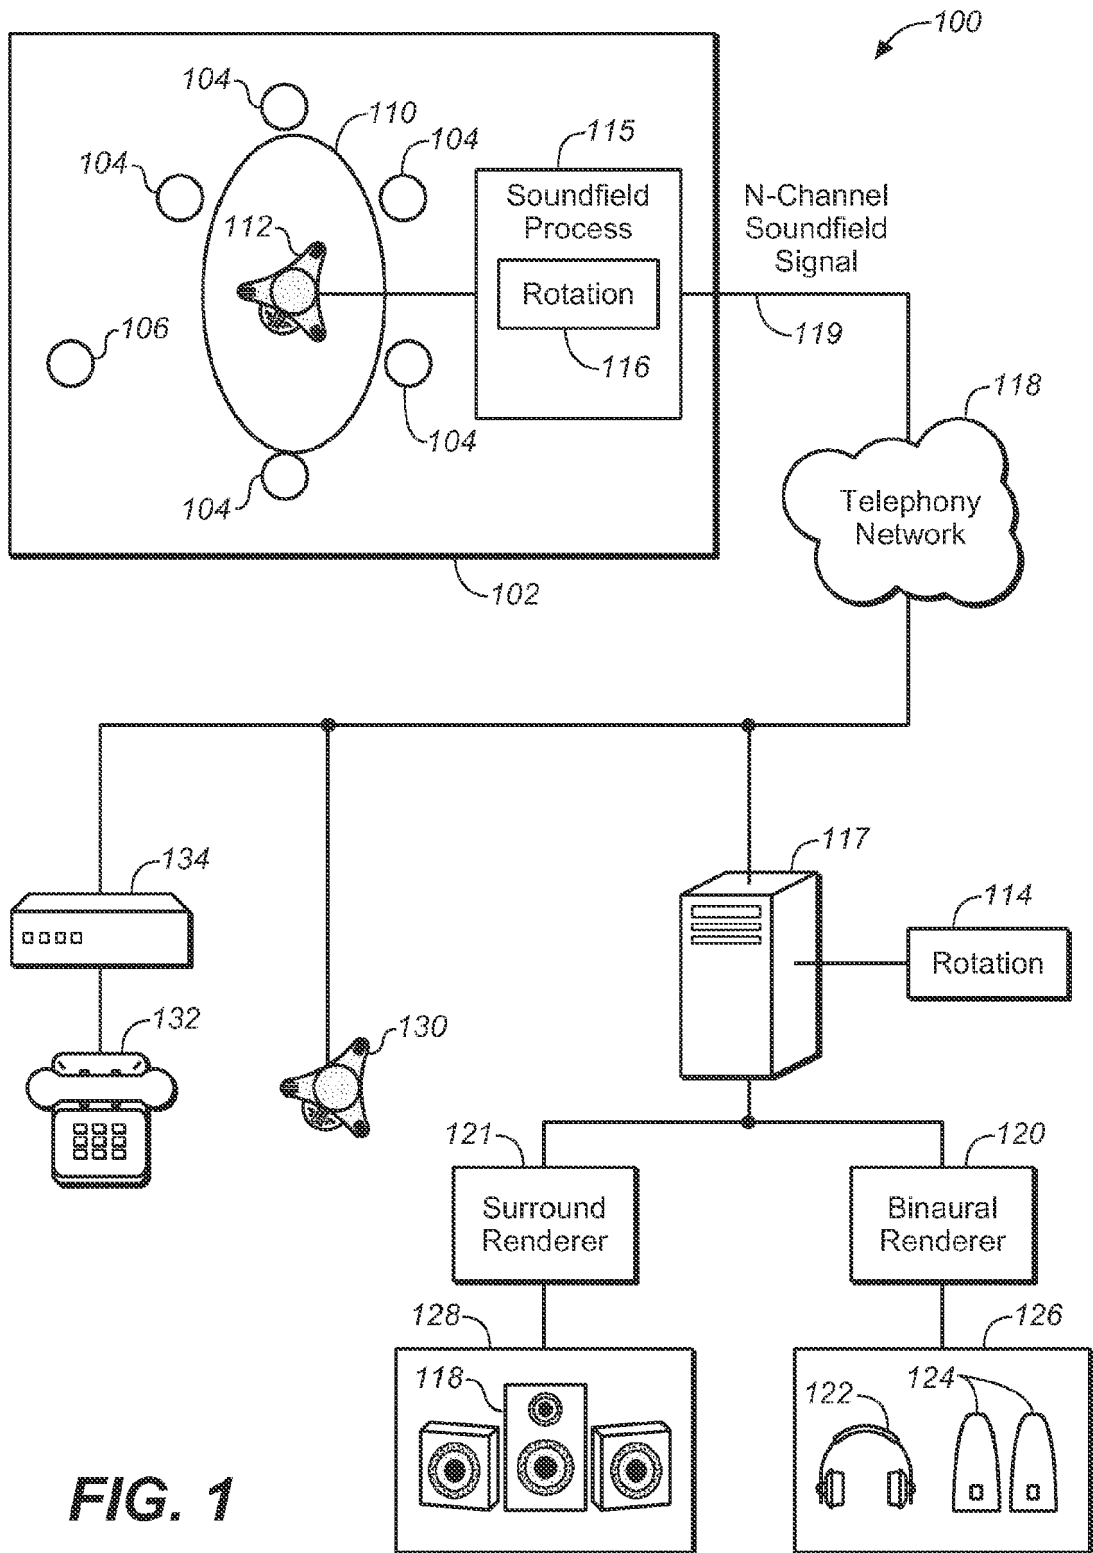 100
104
110
104
115
104
Soundfield
Process
N-Channel
Soundfield
Signal
112
Rotation
119
106
116
118
104
104
Telephony
Network
102
117
134
114
Rotation
132
130
121
120
Surround
Renderer
Binaural
Renderer
128
126
118
122
124
FIG. 1